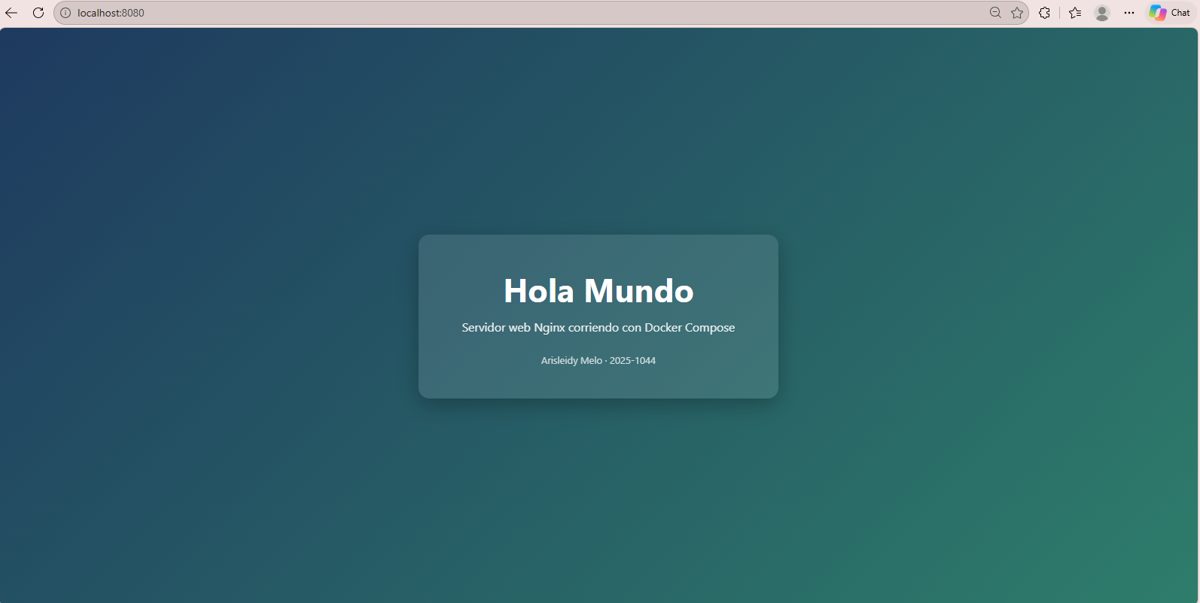 localhost:8080
Chat
Hola Mundo
Servidor web Nginx corriendo con Docker Compose
Arisleidy Melo · 2025-1044